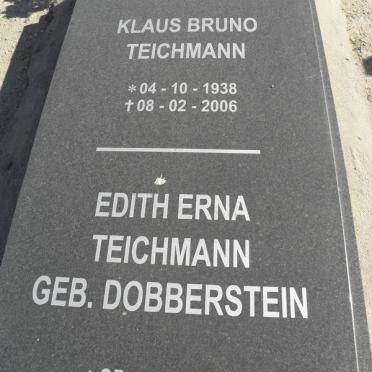 KLAUS BRUNO
TEICHMANN
* 04 - 10 - 1938
† 08 - 02 - 2006
EDITH ERNA
TEICHMANN
GEB. DOBBERSTEIN